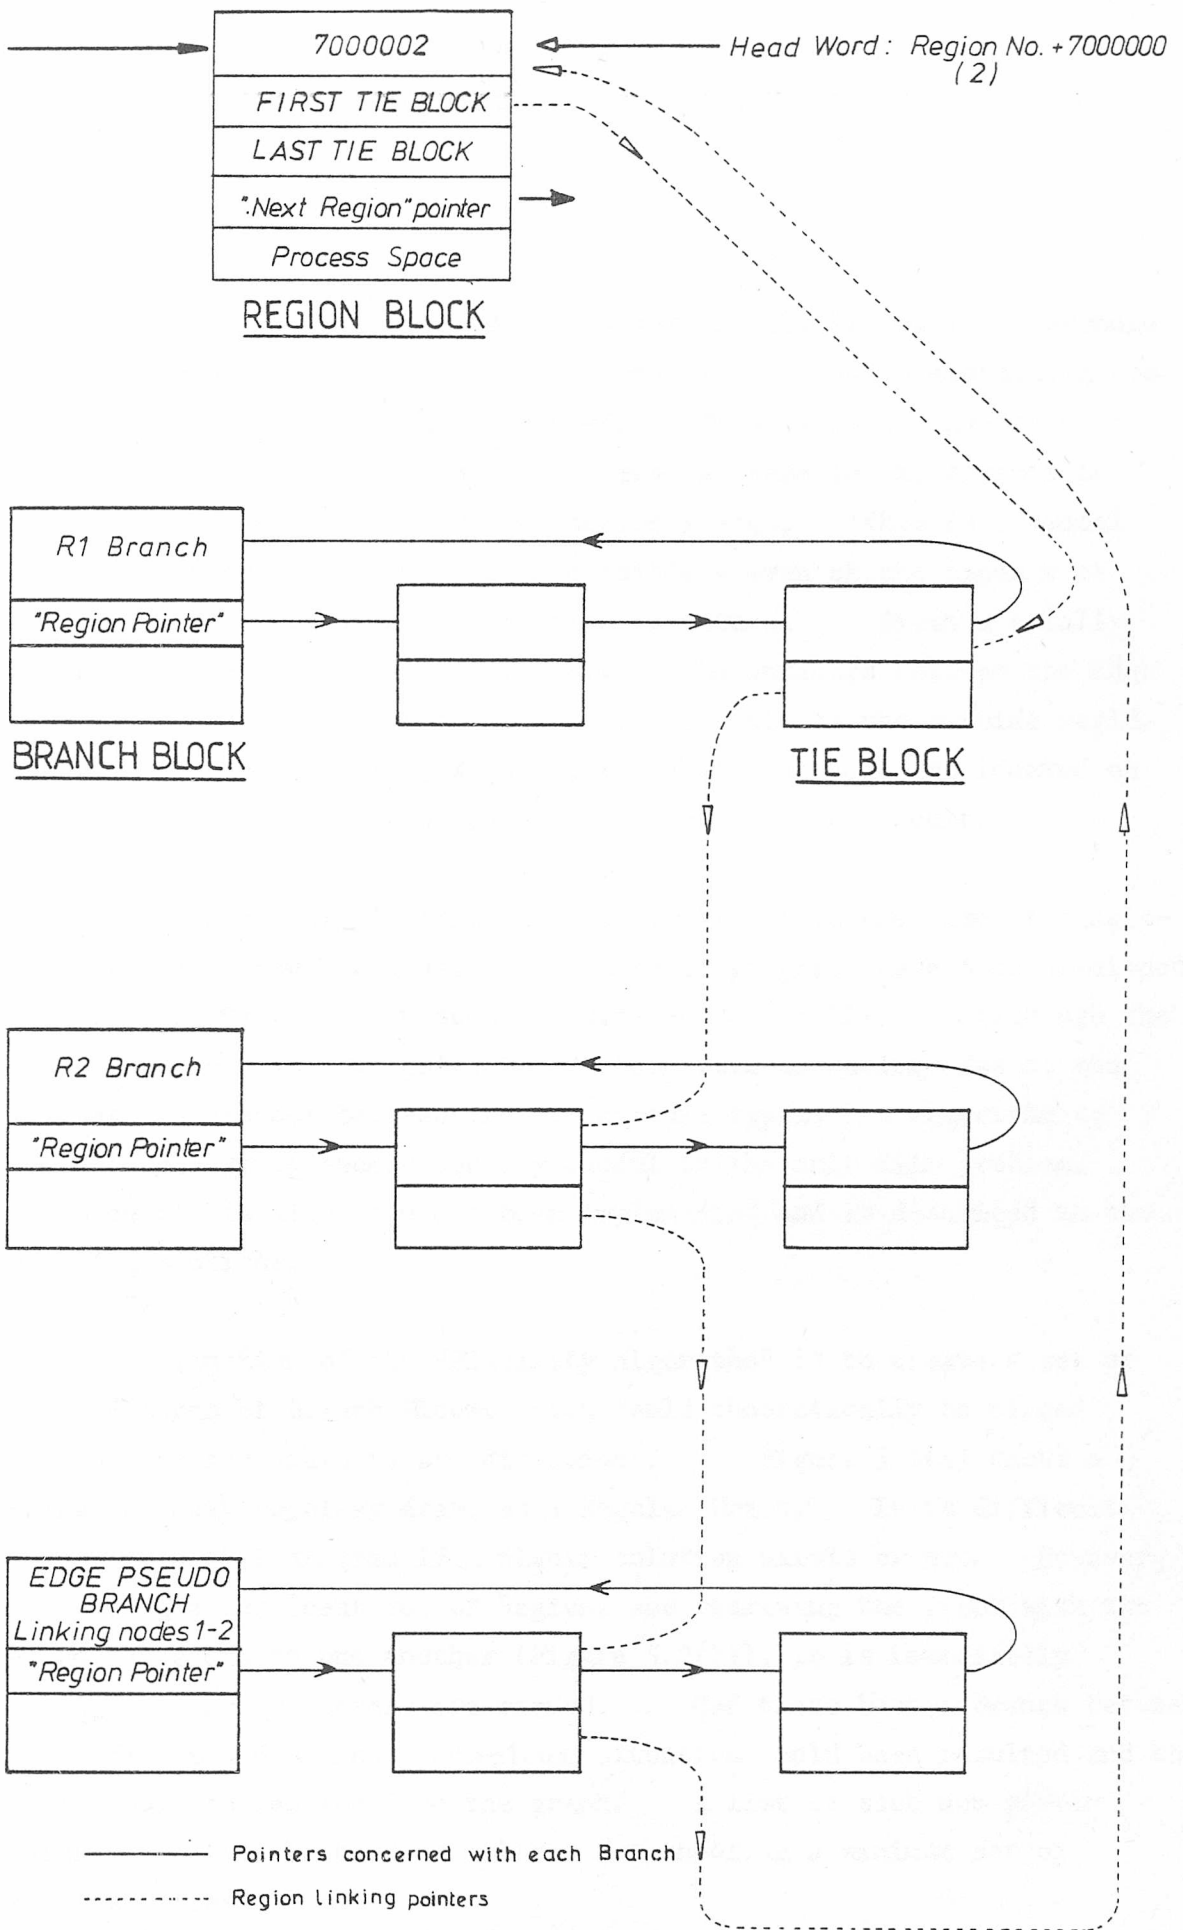 7000002
Head Word: Region No. +7000000
(2)
FIRST TIE BLOCK
LAST TIE BLOCK
"Next Region" pointer
Process Space
REGION BLOCK
R1 Branch
"Region Pointer"
BRANCH BLOCK
TIE BLOCK
R2 Branch
"Region Pointer"
EDGE PSEUDO
BRANCH
Linking nodes 1-2
"Region Pointer"
Pointers concerned with each Branch
Region linking pointers